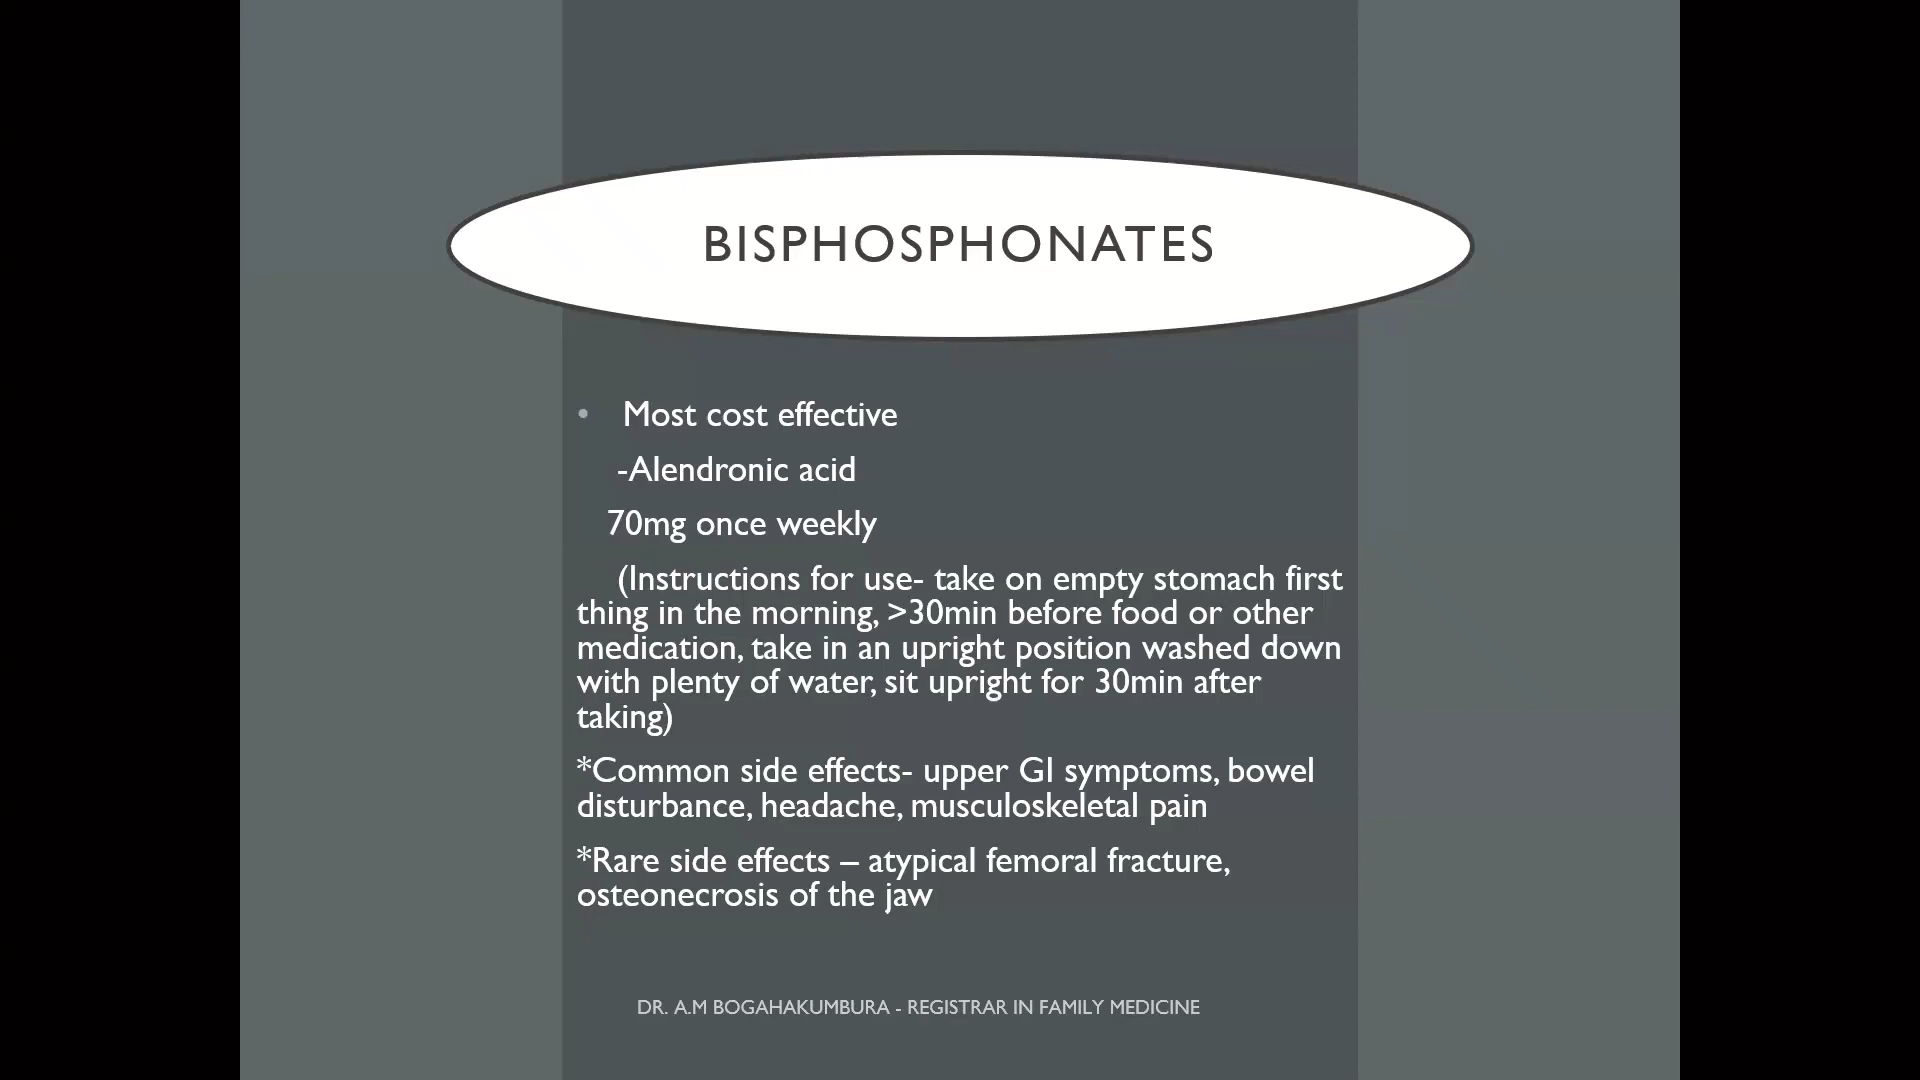 BISPHOSPHONATES
• Most cost effective
-Alendronic acid
70mg once weekly
(Instructions for use- take on empty stomach first
thing in the morning, >30min before food or other
medication, take in an upright position washed down
with plenty of water, sit upright for 30min after
taking)
*Common side effects- upper GI symptoms, bowel
disturbance, headache, musculoskeletal pain
*Rare side effects – atypical femoral fracture,
osteonecrosis of the jaw
DR. A.M BOGAHAKUMBURA - REGISTRAR IN FAMILY MEDICINE